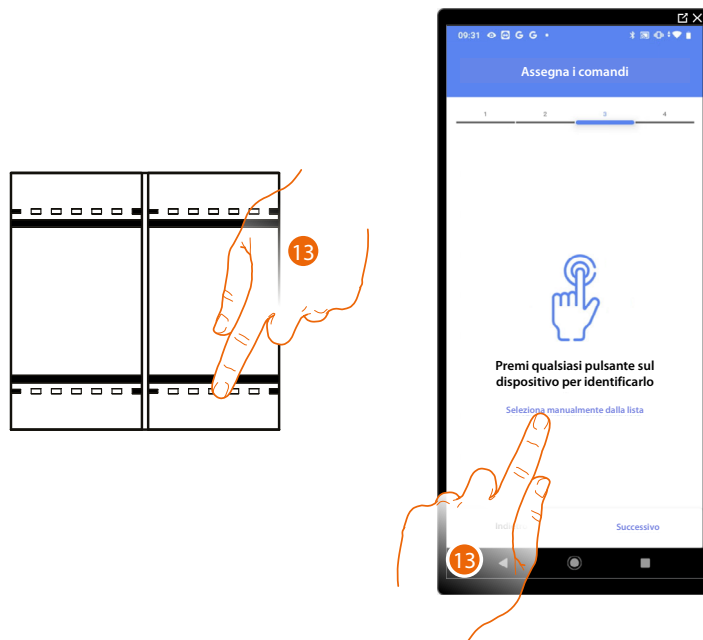 09:31 G G
Assegna i comandi
1 2 3 4
13
Premi qualsiasi pulsante sul
dispositivo per identificarlo
Seleziona manualmente dalla lista
Successivo
13